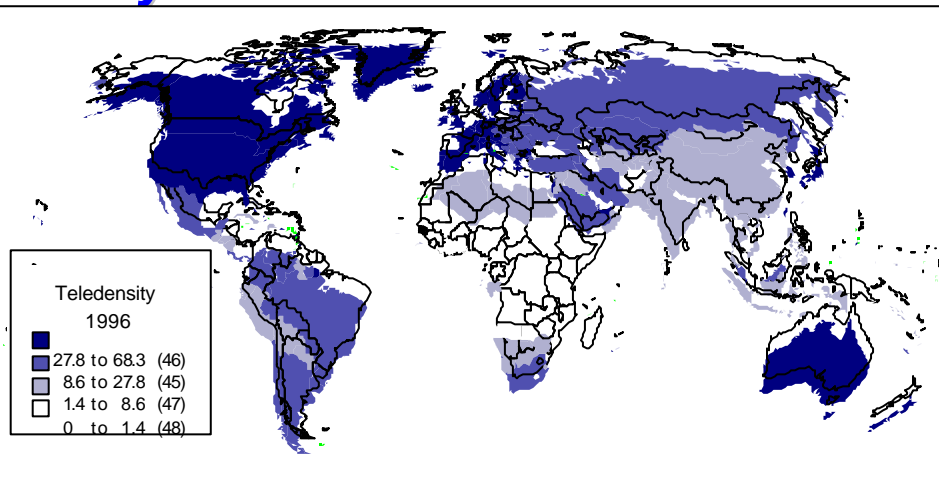 Teledensity
1996
27.8 to 68.3 (46)
8.6 to 27.8 (45)
1.4 to 8.6 (47)
0 to 1.4 (48)